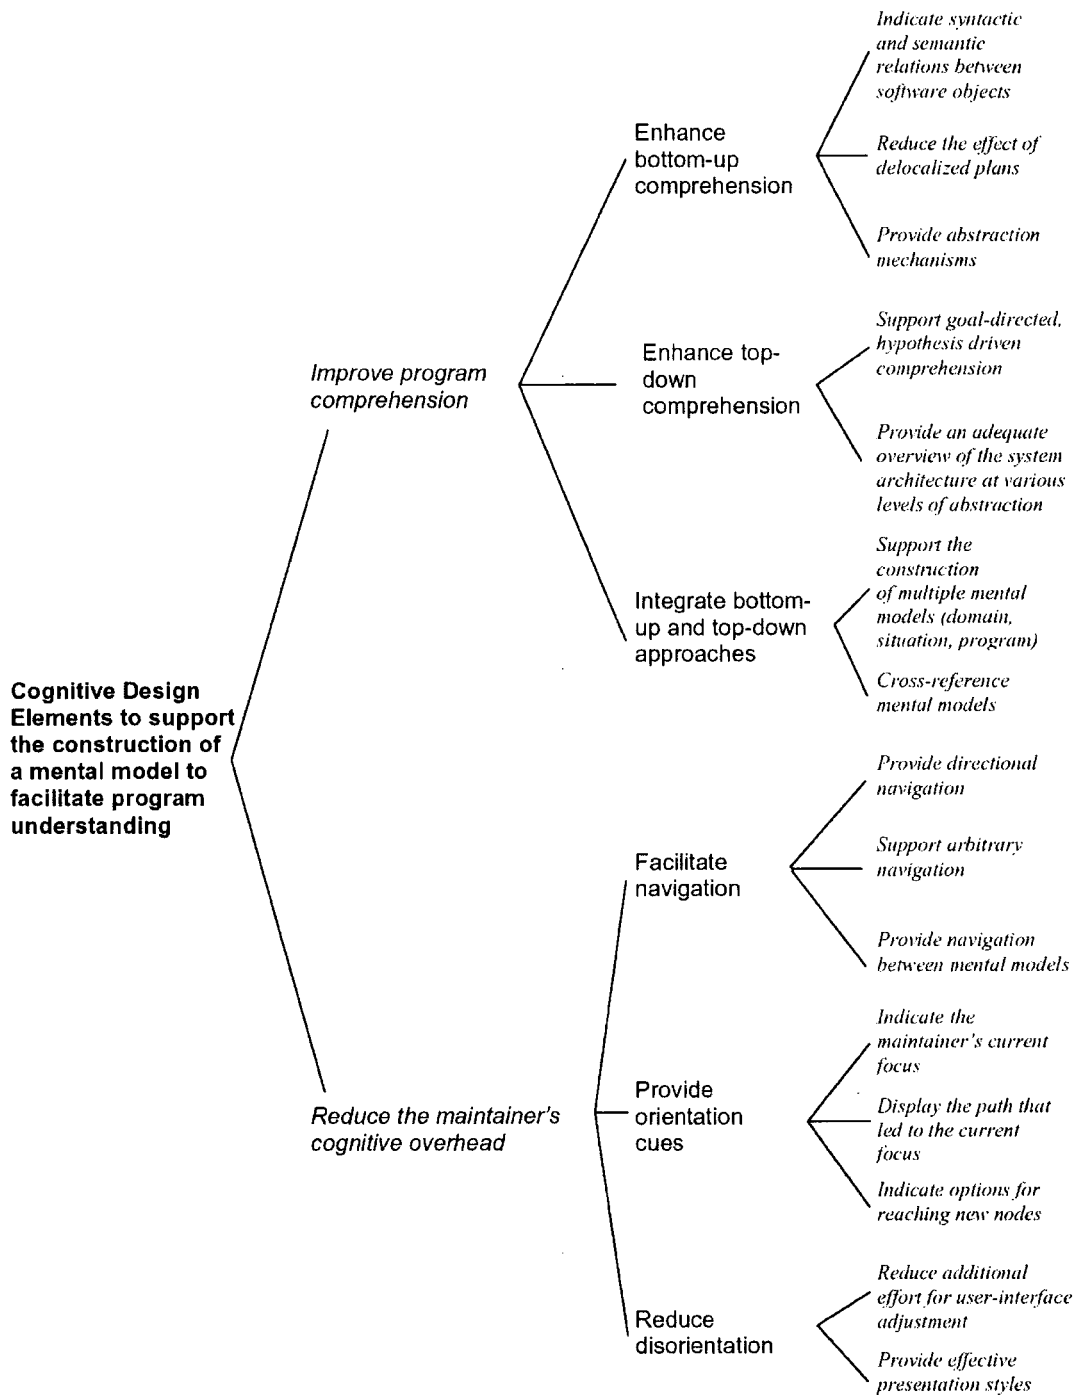 Cognitive Design
Elements to support
the construction of
a mental model to
facilitate program
understanding
Improve program
comprehension
Enhance
bottom-up
comprehension
Indicate syntactic
and semantic
relations between
software objects
Reduce the effect of
delocalized plans
Provide abstraction
mechanisms
Enhance top-
down
comprehension
Support goal-directed,
hypothesis driven
comprehension
Provide an adequate
overview of the system
architecture at various
levels of abstraction
Integrate bottom-
up and top-down
approaches
Support the
construction
of multiple mental
models (domain,
situation, program)
Cross-reference
mental models
Reduce the maintainer's
cognitive overhead
Facilitate
navigation
Provide directional
navigation
Support arbitrary
navigation
Provide navigation
between mental models
Provide
orientation
cues
Indicate the
maintainer's current
focus
Display the path that
led to the current
focus
Indicate options for
reaching new nodes
Reduce
disorientation
Reduce additional
effort for user-interface
adjustment
Provide effective
presentation styles